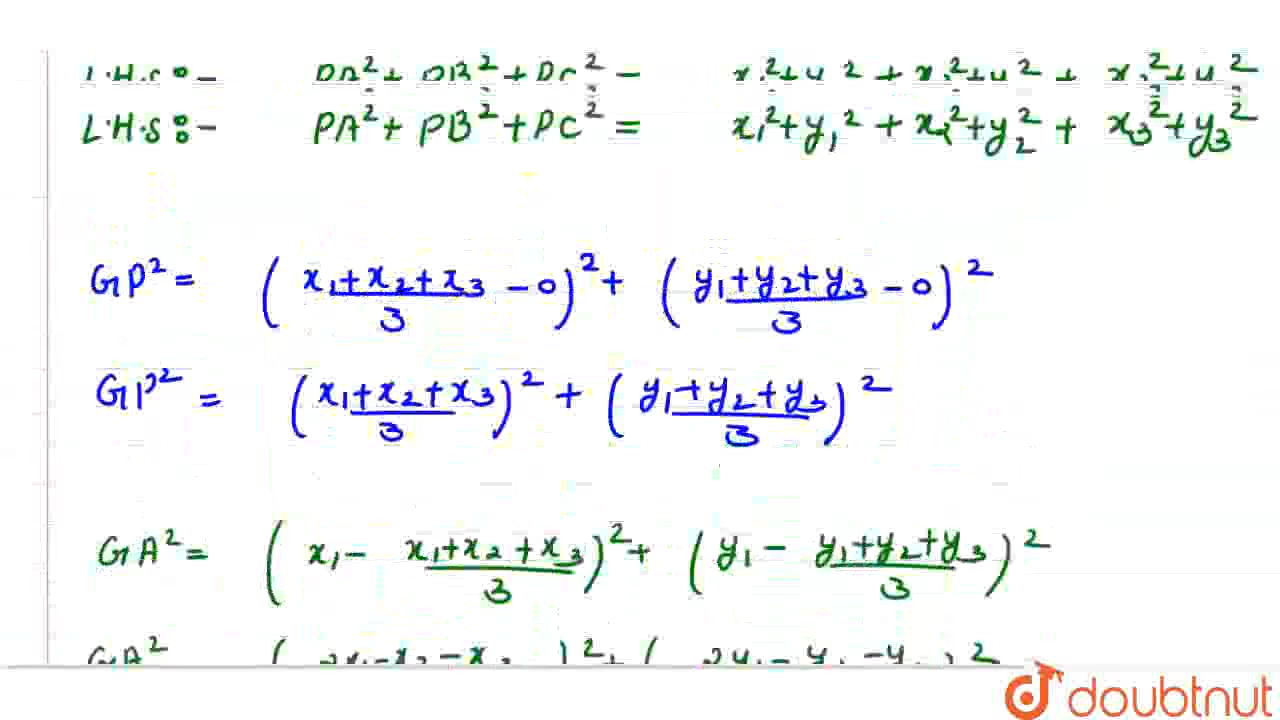 L.H.S:- PA² + PB² + PC² = x₁²+y₁² + x₂²+y₂² + x₃²+y₃²
GP² = ( (x₁+x₂+x₃)/3 - 0 )² + ( (y₁+y₂+y₃)/3 - 0 )²
GP² = ( (x₁+x₂+x₃)/3 )² + ( (y₁+y₂+y₃)/3 )²
GA² = ( x₁ - (x₁+x₂+x₃)/3 )² + ( y₁ - (y₁+y₂+y₃)/3 )²
doubtnut